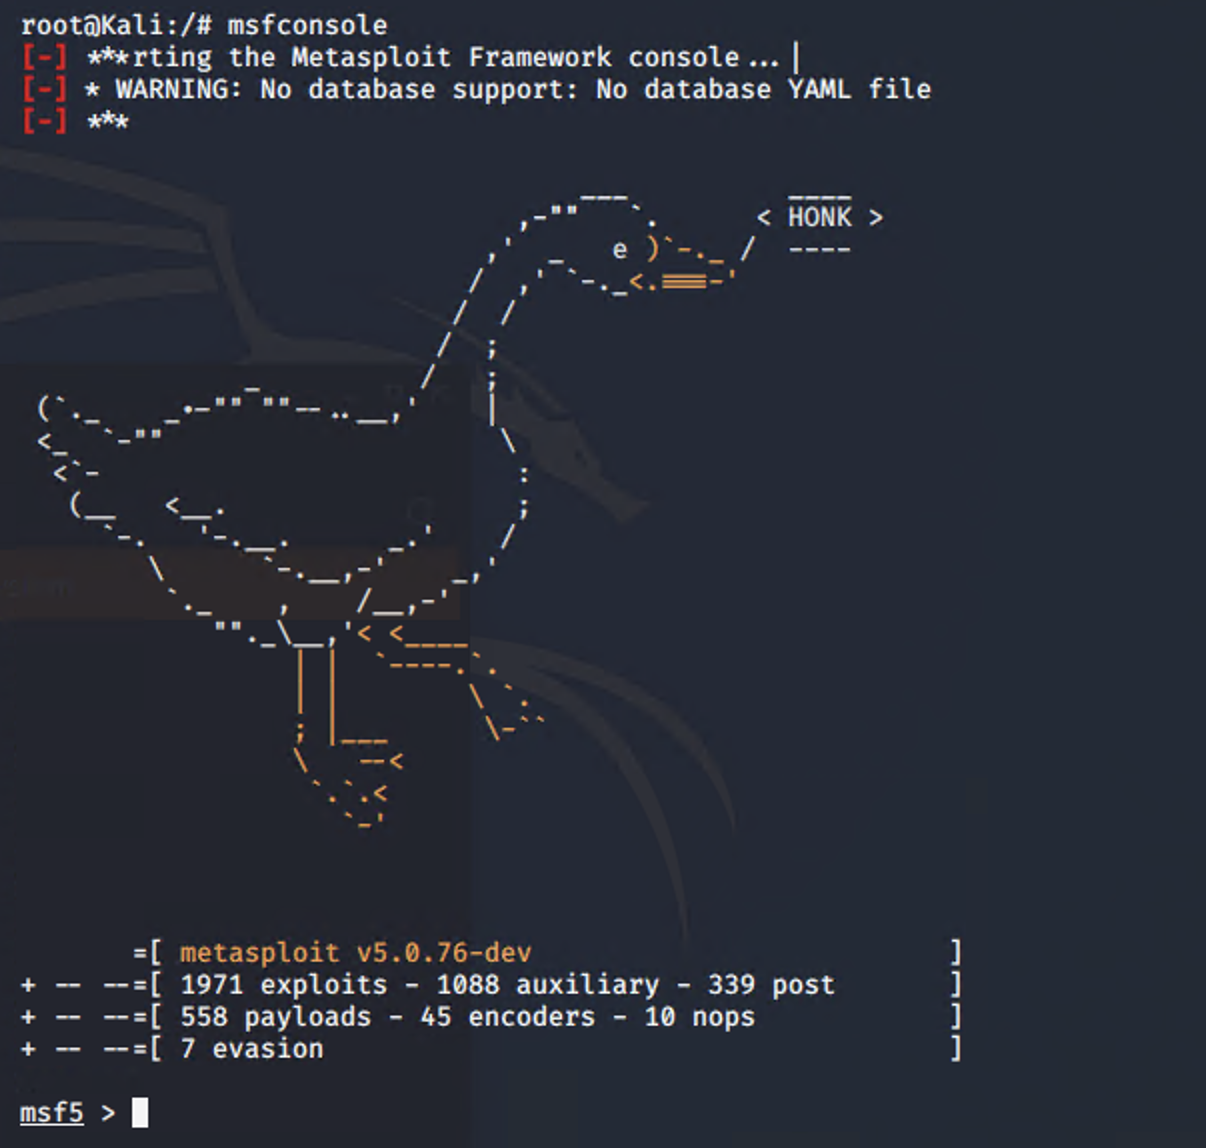 root@Kali:/# msfconsole
[-] ***rting the Metasploit Framework console...|
[-] * WARNING: No database support: No database YAML file
[-] ***
< HONK >
e
=[ metasploit v5.0.76-dev ]
+ -- --=[ 1971 exploits - 1088 auxiliary - 339 post ]
+ -- --=[ 558 payloads - 45 encoders - 10 nops ]
+ -- --=[ 7 evasion ]
msf5 >